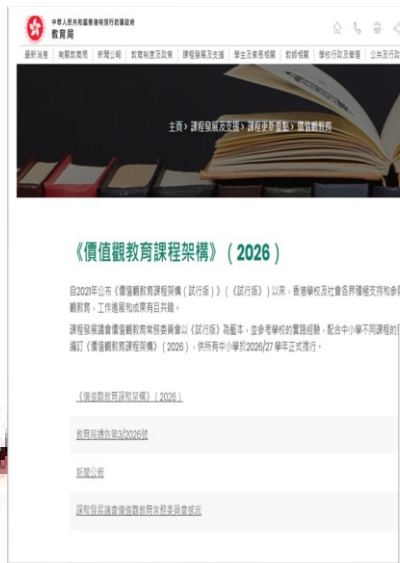 中華人民共和國香港特別行政區政府
教育局
最新消息 有關教育局 新聞公報 教育制度及政策 課程發展及支援 學生及家長相關 教師相關 學校行政及管理 公共及行政
主頁 > 課程發展及支援 > 課程更新重點 > 價值觀教育
《價值觀教育課程架構》（2026）
自2021年公布《價值觀教育課程架構（試行版）》（《試行版》）以來，香港學校及社會各界積極支持和參與
觀教育，工作進展和成果有目共睹。
課程發展議會價值觀教育常務委員會以《試行版》為藍本，並參考學校的實踐經驗，配合中小學不同課程的
編訂《價值觀教育課程架構》（2026），供所有中小學於2026/27 學年正式推行。
《價值觀教育課程架構》（2026）
教育局通告第3/2026號
新聞公報
課程發展議會價值觀教育常務委員會